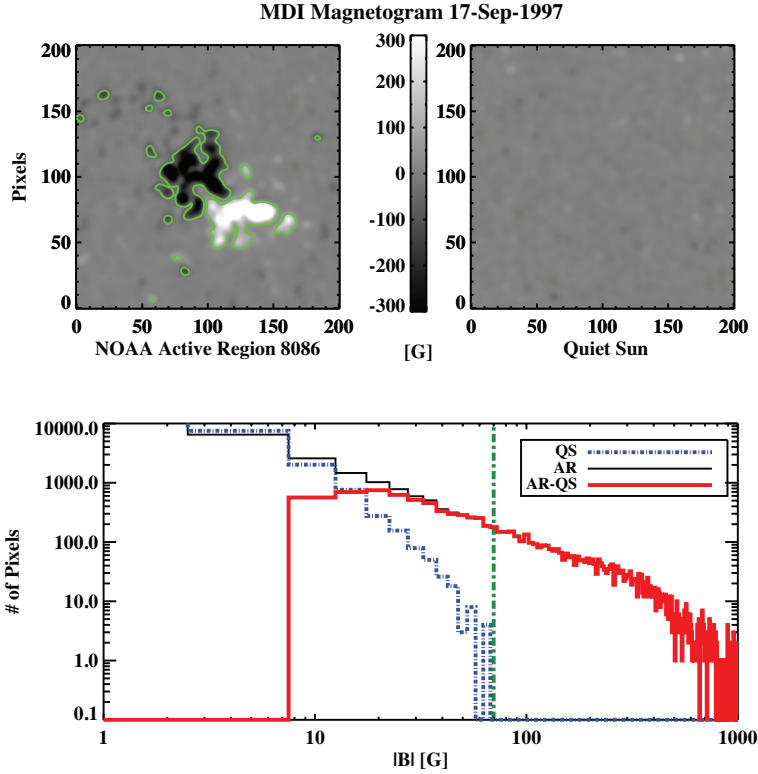 MDI Magnetogram 17-Sep-1997
200
150
100
50
0
Pixels
0 50 100 150 200
NOAA Active Region 8086
300
200
100
0
-100
-200
-300
[G]
200
150
100
50
0
0 50 100 150 200
Quiet Sun
10000.0
1000.0
100.0
10.0
1.0
0.1
# of Pixels
QS
AR
AR-QS
1 10 100 1000
|B| [G]